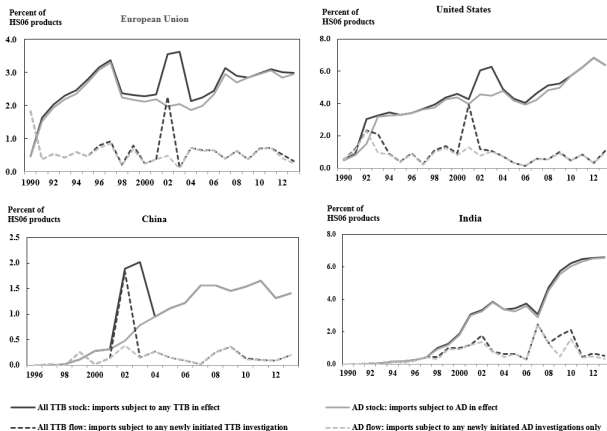 Percent of
HS06 products
European Union
4.0
3.0
2.0
1.0
0.0
1990 92 94 96 98 2000 02 04 06 08 10 12
Percent of
HS06 products
United States
8.0
6.0
4.0
2.0
0.0
1990 92 94 96 98 2000 02 04 06 08 10 12
Percent of
HS06 products
China
2.5
2.0
1.5
1.0
0.5
0.0
1996 98 2000 02 04 06 08 10 12
Percent of
HS06 products
India
8.0
6.0
4.0
2.0
0.0
1990 92 94 96 98 2000 02 04 06 08 10 12
All TTB stock: imports subject to any TTB in effect
AD stock: imports subject to AD in effect
All TTB flow: imports subject to any newly initiated TTB investigation
AD flow: imports subject to any newly initiated AD investigations only